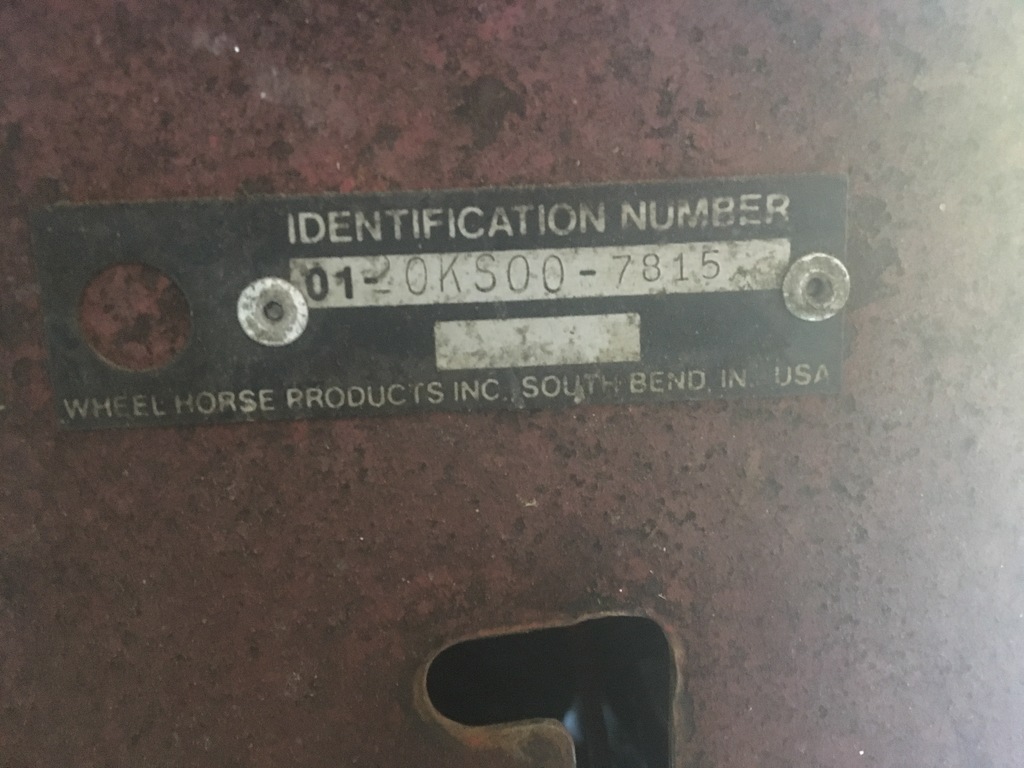 IDENTIFICATION NUMBER
01-20KS00-7815
WHEEL HORSE PRODUCTS INC., SOUTH BEND, IN. USA